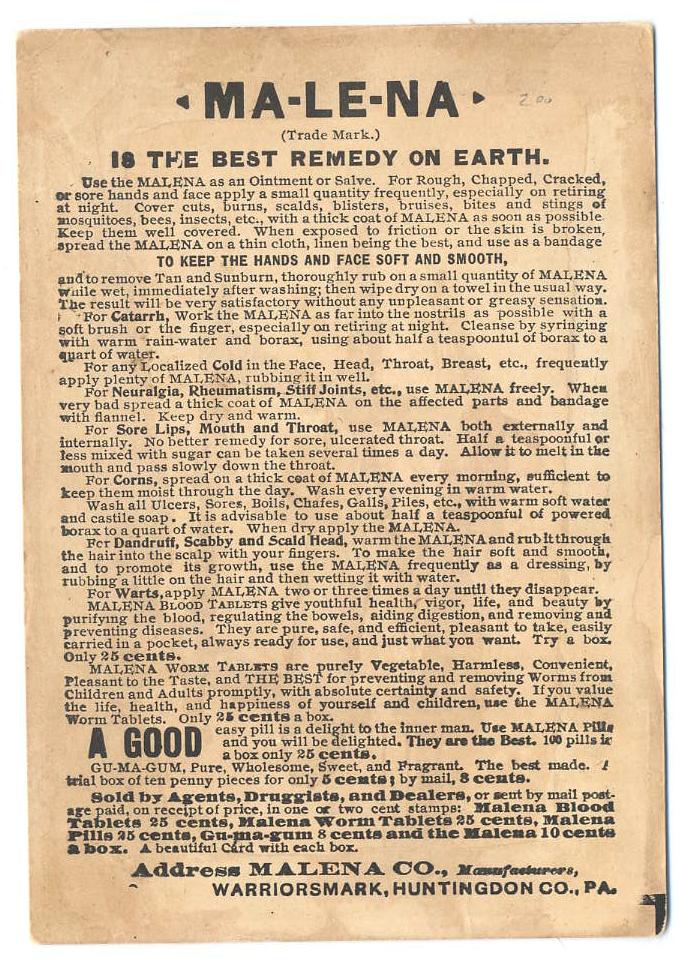 MA-LE-NA
2.00
(Trade Mark.)
IS THE BEST REMEDY ON EARTH.
Use the MALENA as an Ointment or Salve. For Rough, Chapped, Cracked,
or sore hands and face apply a small quantity frequently, especially on retiring
at night. Cover cuts, burns, scalds, blisters, bruises, bites and stings of
mosquitoes, bees, insects, etc., with a thick coat of MALENA as soon as possible
Keep them well covered. When exposed to friction or the skin is broken,
spread the MALENA on a thin cloth, linen being the best, and use as a bandage
TO KEEP THE HANDS AND FACE SOFT AND SMOOTH,
and to remove Tan and Sunburn, thoroughly rub on a small quantity of MALENA
while wet, immediately after washing; then wipe dry on a towel in the usual way.
The result will be very satisfactory without any unpleasant or greasy sensation.
For Catarrh, Work the MALENA as far into the nostrils as possible with a
soft brush or the finger, especially on retiring at night. Cleanse by syringing
with warm rain-water and borax, using about half a teaspoontul of borax to a
quart of water.
For any Localized Cold in the Face, Head, Throat, Breast, etc., frequently
apply plenty of MALENA, rubbing it in well.
For Neuralgia, Rheumatism, Stiff Joints, etc., use MALENA freely. When
very bad spread a thick coat of MALENA on the affected parts and bandage
with flannel. Keep dry and warm.
For Sore Lips, Mouth and Throat, use MALENA both externally and
internally. No better remedy for sore, ulcerated throat. Half a teaspoonful or
less mixed with sugar can be taken several times a day. Allow it to melt in the
mouth and pass slowly down the throat.
For Corns, spread on a thick coat of MALENA every morning, sufficient to
keep them moist through the day. Wash every evening in warm water.
Wash all Ulcers, Sores, Boils, Chafes, Galls, Piles, etc., with warm soft water
and castile soap. It is advisable to use about half a teaspoonful of powered
borax to a quart of water. When dry apply the MALENA.
For Dandruff, Scabby and Scald Head, warm the MALENA and rub it through
the hair into the scalp with your fingers. To make the hair soft and smooth,
and to promote its growth, use the MALENA frequently as a dressing, by
rubbing a little on the hair and then wetting it with water.
For Warts, apply MALENA two or three times a day until they disappear.
MALENA BLOOD TABLETS give youthful health, vigor, life, and beauty by
purifying the blood, regulating the bowels, aiding digestion, and removing and
preventing diseases. They are pure, safe, and efficient, pleasant to take, easily
carried in a pocket, always ready for use, and just what you want. Try a box.
Only 25 cents.
MALENA WORM TABLETS are purely Vegetable, Harmless, Convenient,
Pleasant to the Taste, and THE BEST for preventing and removing Worms from
Children and Adults promptly, with absolute certainty and safety. If you value
the life, health, and happiness of yourself and children, use the MALENA
Worm Tablets. Only 25 cents a box.
A GOOD easy pill is a delight to the inner man. Use MALENA Pills
and you will be delighted. They are the Best. 100 pills in
a box only 25 cents.
GU-MA-GUM, Pure, Wholesome, Sweet, and Fragrant. The best made. A
trial box of ten penny pieces for only 5 cents; by mail, 8 cents.
Sold by Agents, Druggists, and Dealers, or sent by mail post-
age paid, on receipt of price, in one or two cent stamps: Malena Blood
Tablets 25 cents, Malena Worm Tablets 25 cents, Malena
Pills 25 cents, Gu-ma-gum 8 cents and the Malena 10 cents
a box. A beautiful Card with each box.
Address MALENA CO., Manufacturers,
WARRIORSMARK, HUNTINGDON CO., PA.